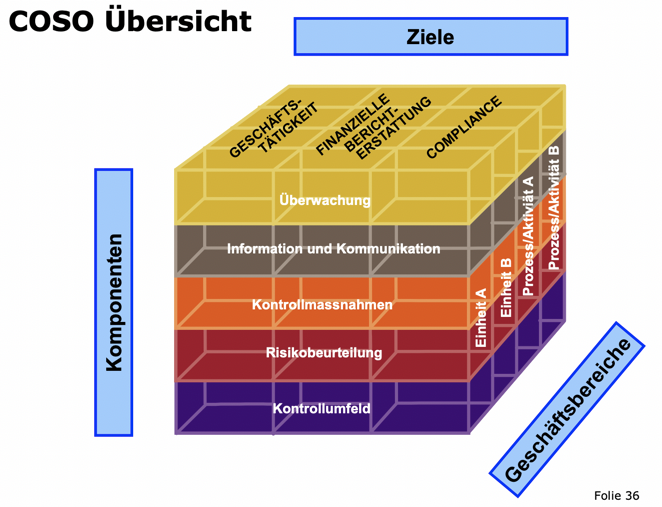 COSO Übersicht
Ziele
GESCHÄFTS-
TÄTIGKEIT
FINANZIELLE
BERICHT-
ERSTATTUNG
COMPLIANCE
Komponenten
Überwachung
Information und Kommunikation
Kontrollmassnahmen
Risikobeurteilung
Kontrollumfeld
Einheit A
Einheit B
Prozess/Aktiviät A
Prozess/Aktivität B
Geschäftsbereiche
Folie 36